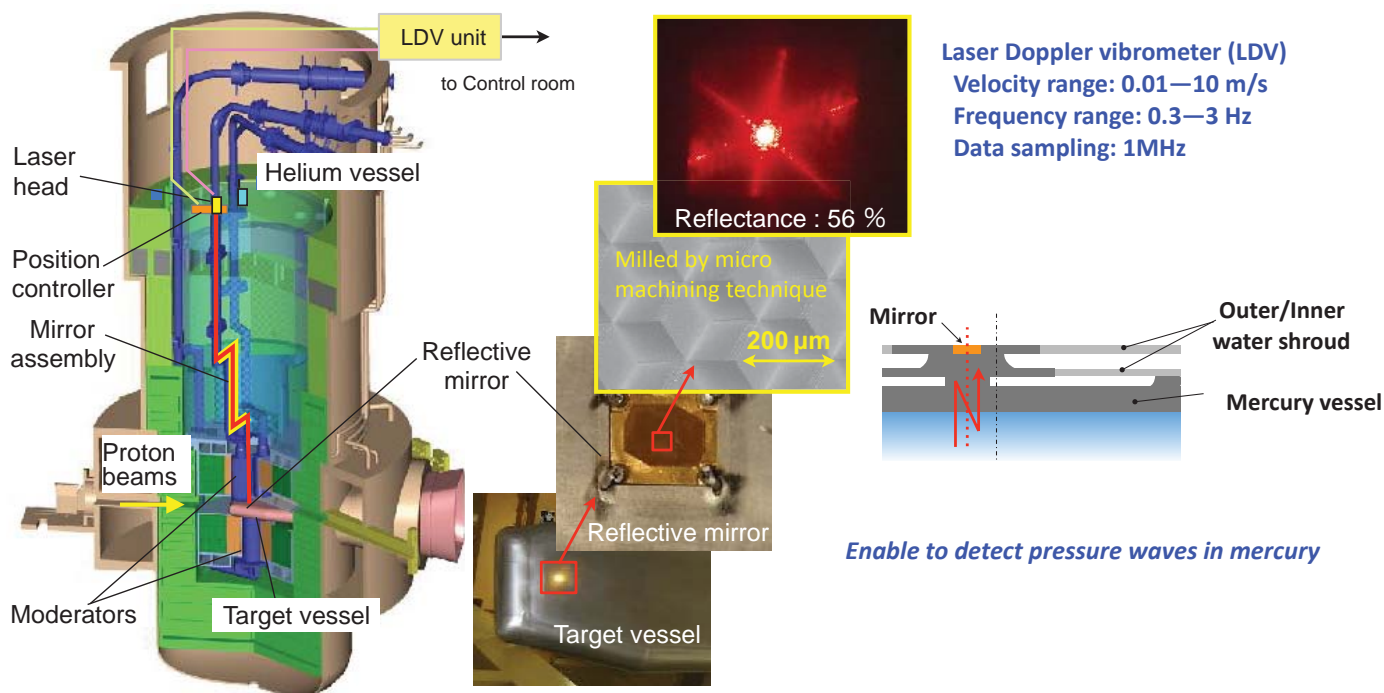 LDV unit
to Control room
Laser
head
Helium vessel
Position
controller
Mirror
assembly
Reflective
mirror
Proton
beams
Moderators
Target vessel
Reflectance : 56 %
Milled by micro
machining technique
200 µm
Reflective mirror
Target vessel
Laser Doppler vibrometer (LDV)
Velocity range: 0.01—10 m/s
Frequency range: 0.3—3 Hz
Data sampling: 1MHz
Mirror
Outer/Inner
water shroud
Mercury vessel
Enable to detect pressure waves in mercury